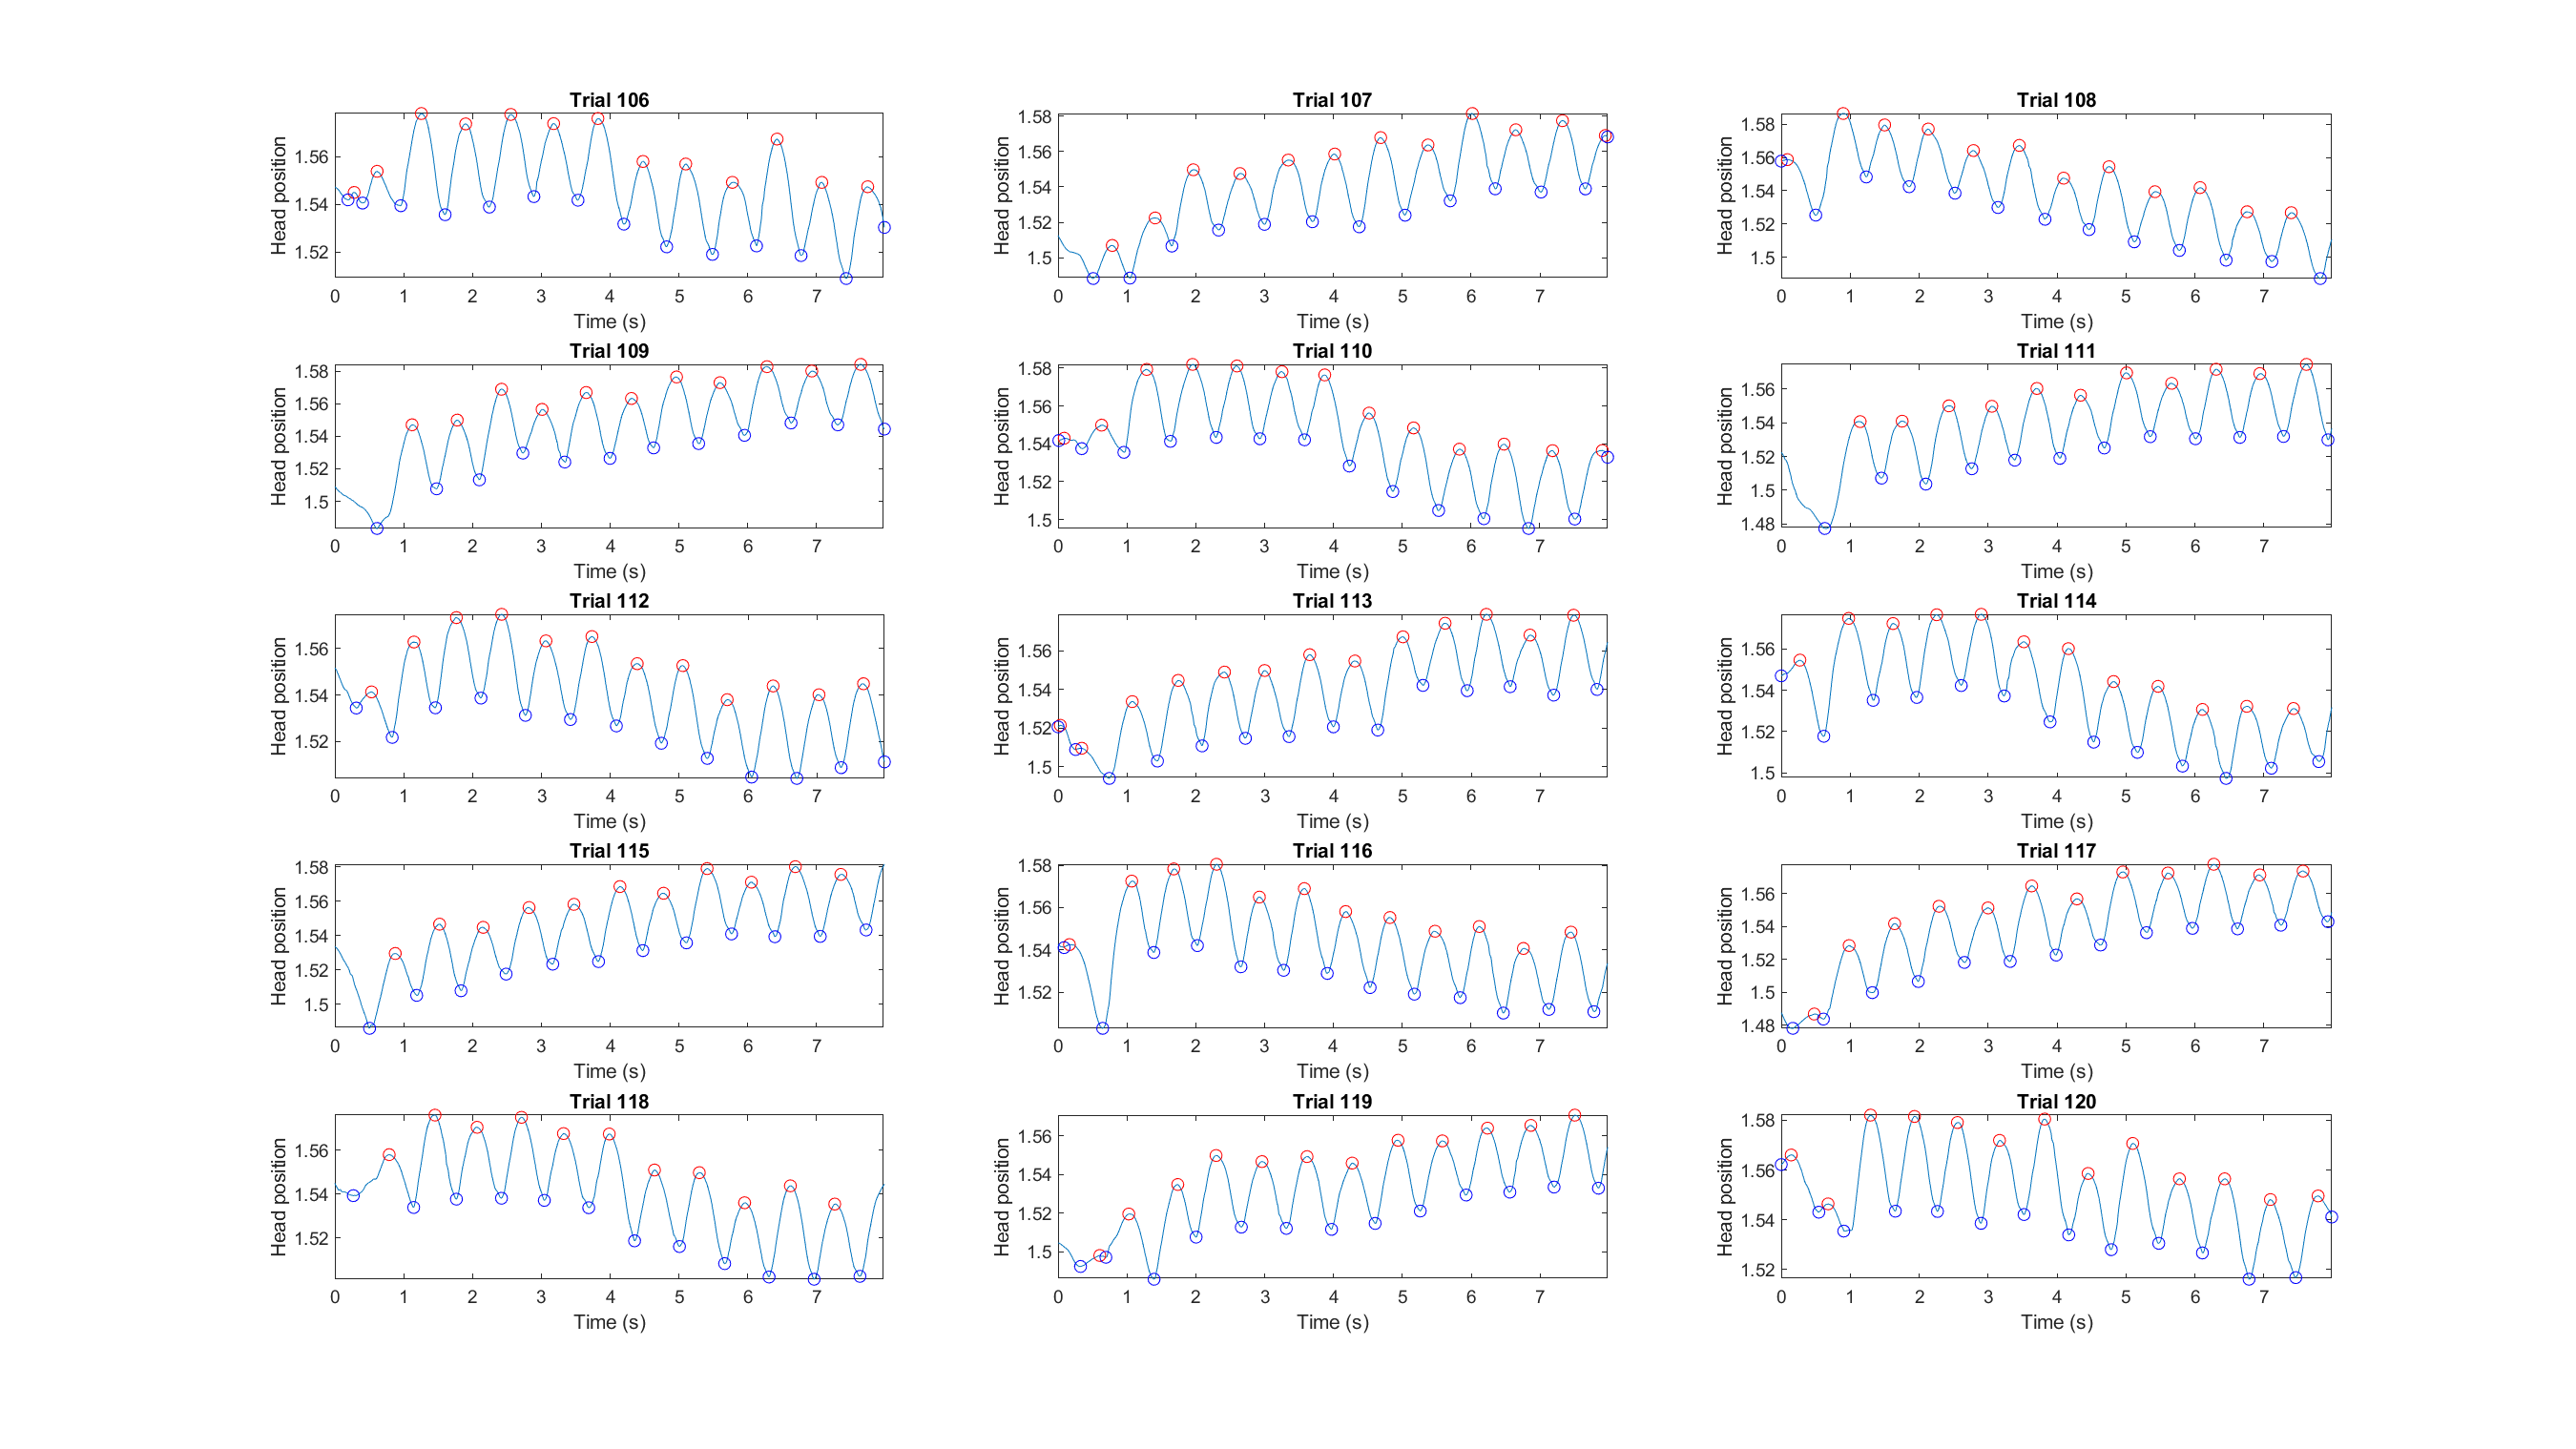 Trial 106
Head position
1.56
1.54
1.52
0 1 2 3 4 5 6 7
Time (s)
Trial 107
Head position
1.58
1.56
1.54
1.52
1.5
0 1 2 3 4 5 6 7
Time (s)
Trial 108
Head position
1.58
1.56
1.54
1.52
1.5
0 1 2 3 4 5 6 7
Time (s)
Trial 109
Head position
1.58
1.56
1.54
1.52
1.5
0 1 2 3 4 5 6 7
Time (s)
Trial 110
Head position
1.58
1.56
1.54
1.52
1.5
0 1 2 3 4 5 6 7
Time (s)
Trial 111
Head position
1.56
1.54
1.52
1.5
1.48
0 1 2 3 4 5 6 7
Time (s)
Trial 112
Head position
1.56
1.54
1.52
0 1 2 3 4 5 6 7
Time (s)
Trial 113
Head position
1.56
1.54
1.52
1.5
0 1 2 3 4 5 6 7
Time (s)
Trial 114
Head position
1.56
1.54
1.52
1.5
0 1 2 3 4 5 6 7
Time (s)
Trial 115
Head position
1.58
1.56
1.54
1.52
1.5
0 1 2 3 4 5 6 7
Time (s)
Trial 116
Head position
1.58
1.56
1.54
1.52
0 1 2 3 4 5 6 7
Time (s)
Trial 117
Head position
1.56
1.54
1.52
1.5
1.48
0 1 2 3 4 5 6 7
Time (s)
Trial 118
Head position
1.56
1.54
1.52
0 1 2 3 4 5 6 7
Time (s)
Trial 119
Head position
1.56
1.54
1.52
1.5
0 1 2 3 4 5 6 7
Time (s)
Trial 120
Head position
1.58
1.56
1.54
1.52
0 1 2 3 4 5 6 7
Time (s)